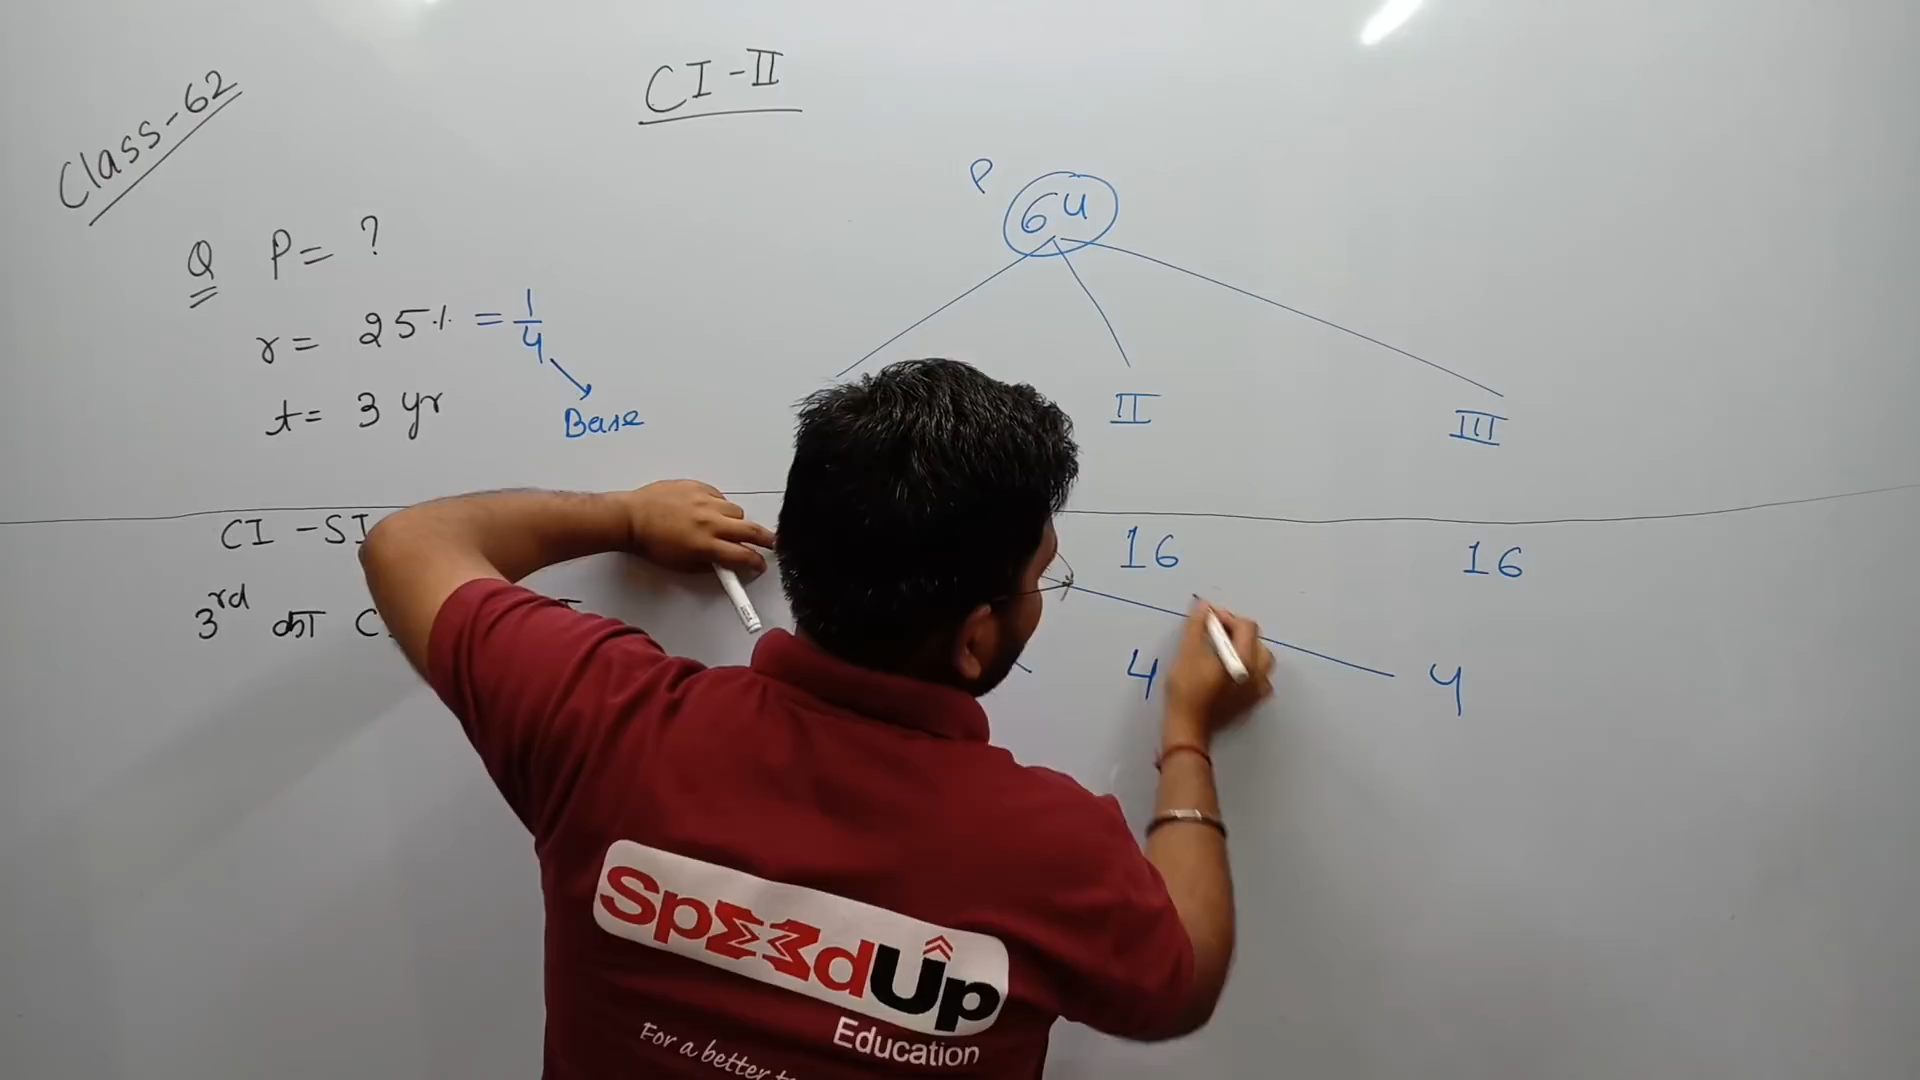 Class-62
CI-II
Q P = ?
r = 25% = 1/4
Base
t = 3 yr
P
64
II III
CI - SI
3rd का
16 16
4 4
SpeedUp
Education
For a better